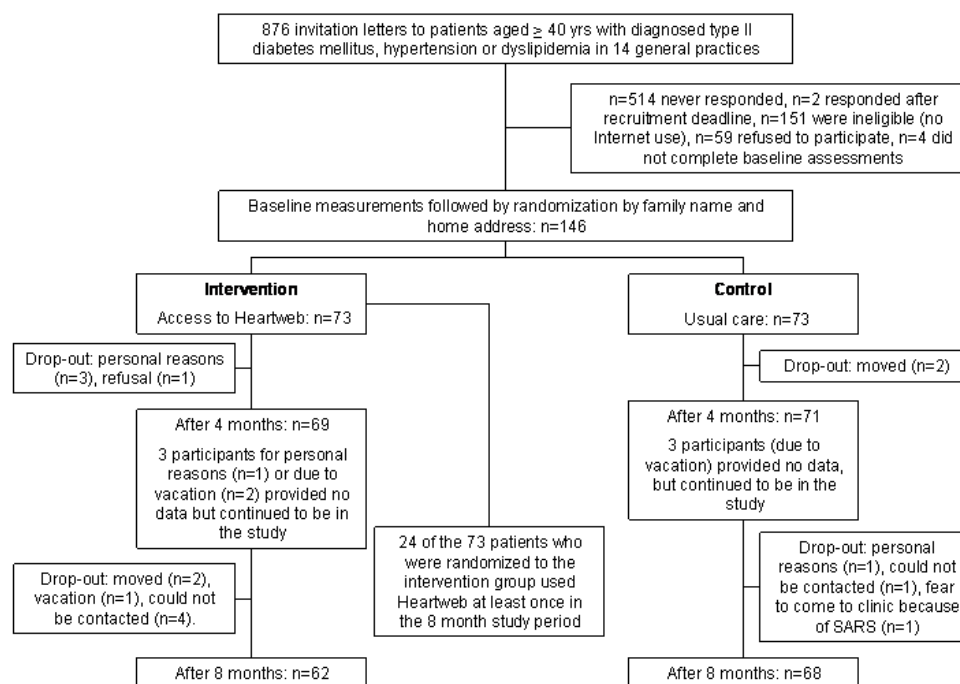 876 invitation letters to patients aged ≥ 40 yrs with diagnosed type II
diabetes mellitus, hypertension or dyslipidemia in 14 general practices
n=514 never responded, n=2 responded after
recruitment deadline, n=151 were ineligible (no
Internet use), n=59 refused to participate, n=4 did
not complete baseline assessments
Baseline measurements followed by randomization by family name and
home address: n=146
Intervention
Access to Heartweb: n=73
Control
Usual care: n=73
Drop-out: personal reasons
(n=3), refusal (n=1)
Drop-out: moved (n=2)
After 4 months: n=69
3 participants for personal
reasons (n=1) or due to
vacation (n=2) provided no
data but continued to be in
the study
After 4 months: n=71
3 participants (due to
vacation) provided no data,
but continued to be in the
study
24 of the 73 patients who
were randomized to the
intervention group used
Heartweb at least once in
the 8 month study period
Drop-out: moved (n=2),
vacation (n=1), could not
be contacted (n=4).
Drop-out: personal
reasons (n=1), could not
be contacted (n=1), fear
to come to clinic because
of SARS (n=1)
After 8 months: n=62
After 8 months: n=68